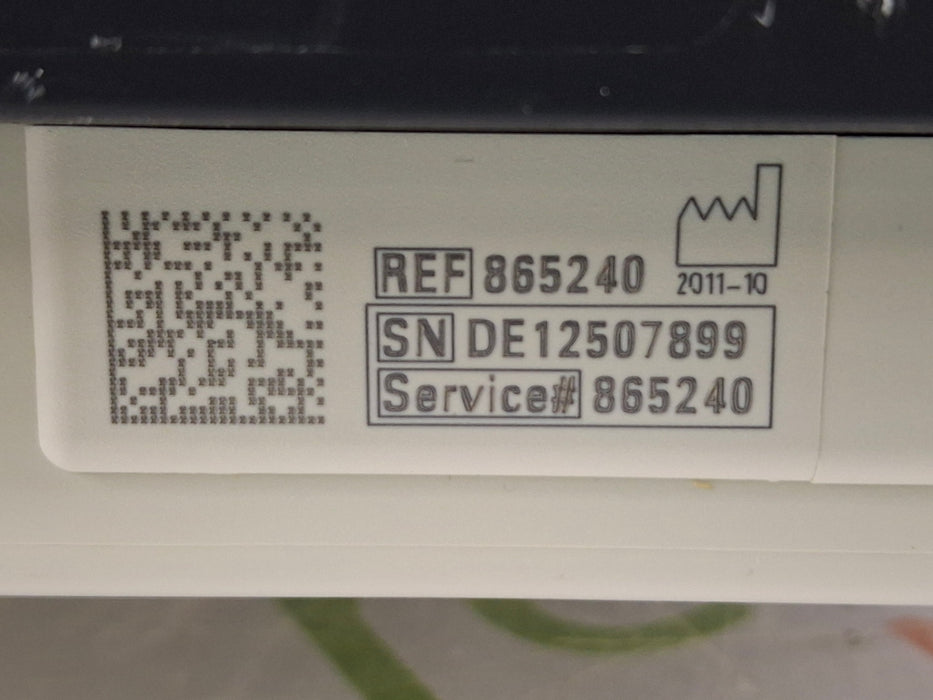 REF 865240
2011-10
SN DE12507899
Service# 865240